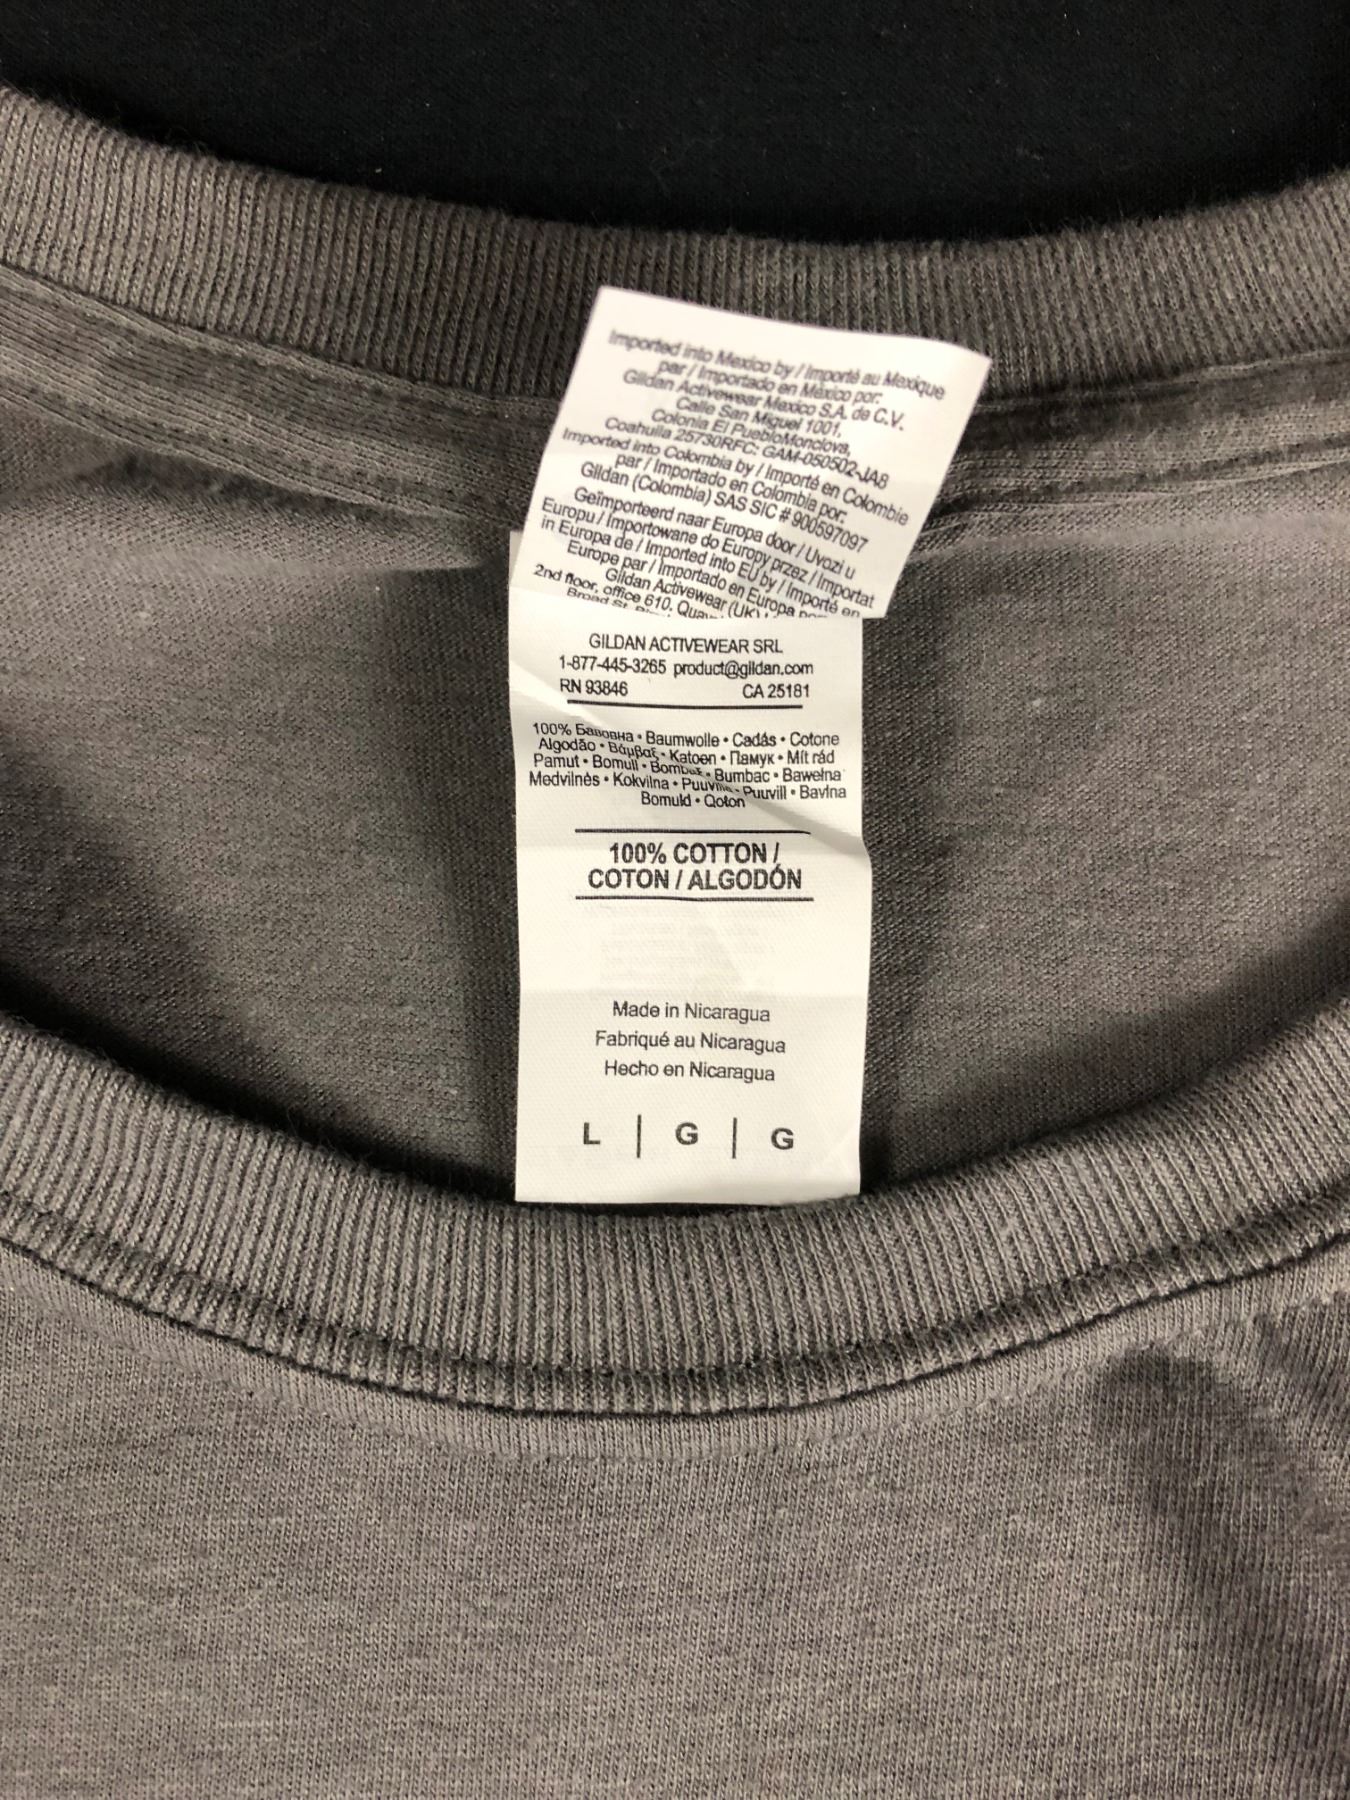 Imported into Mexico by / Importé au Mexique
par / Importado en México por:
Gildan Activewear Mexico S.A. de C.V.
Calle San Miguel 1001,
Colonia El PuebloMonclova,
Coahuila 25730RFC: GAM-050502-JA8
Imported into Colombia by / Importé en Colombie
par / Importado en Colombia por:
Gildan (Colombia) SAS SIC # 900597097
Geïmporteerd naar Europa door / Uvozi u
Europu / Importowane do Europy przez / Importat
in Europa de / Imported into EU by / Importé en
Europe par / Importado en Europa por:
Gildan Activewear (UK)
2nd floor, office 610,
Broad St,
GILDAN ACTIVEWEAR SRL
1-877-445-3265 product@gildan.com
RN 93846 CA 25181
100% Бавовна • Baumwolle • Cadás • Cotone
Algodão • Βάμβαξ • Katoen • Памук • Mít rád
Pamut • Bomull • Bombaž • Bumbac • Bawełna
Medvilnės • Kokvilna • Puuvilla • Puuvill • Bavlna
Bomuld • Qoton
100% COTTON /
COTON / ALGODÓN
Made in Nicaragua
Fabriqué au Nicaragua
Hecho en Nicaragua
L | G | G